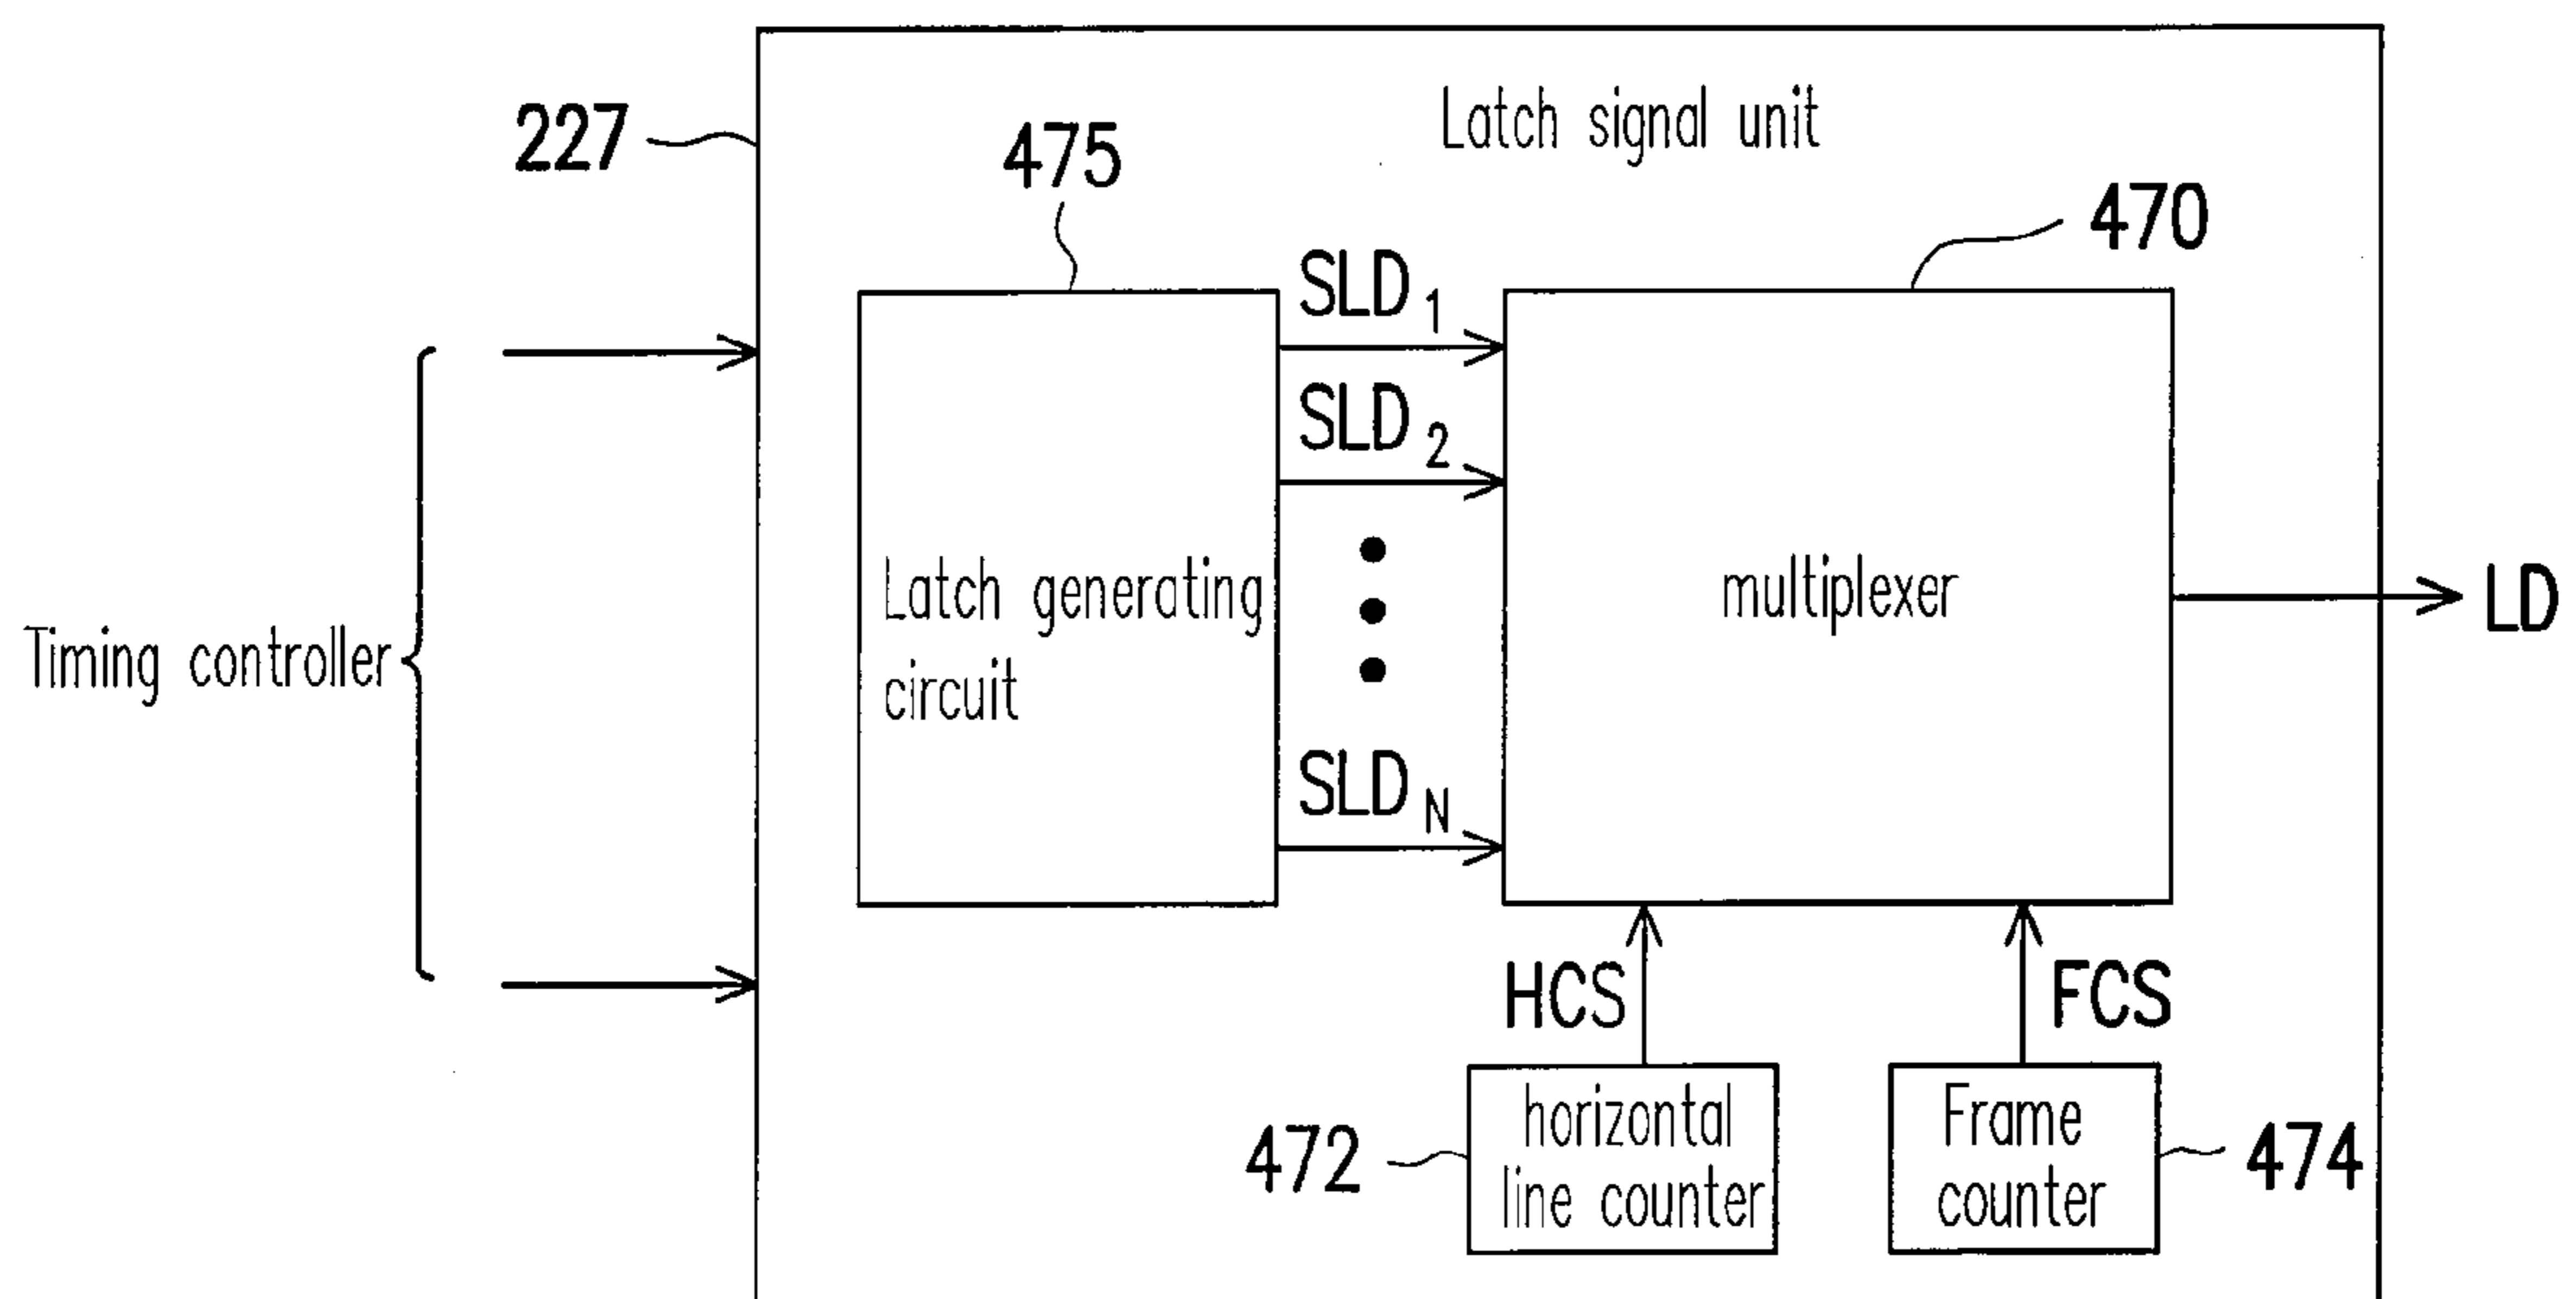 Latch signal unit
227
475
470
SLD1
SLD2
SLDN
Latch generating
circuit
multiplexer
LD
Timing controller
HCS
FCS
472
horizontal
line counter
Frame
counter
474